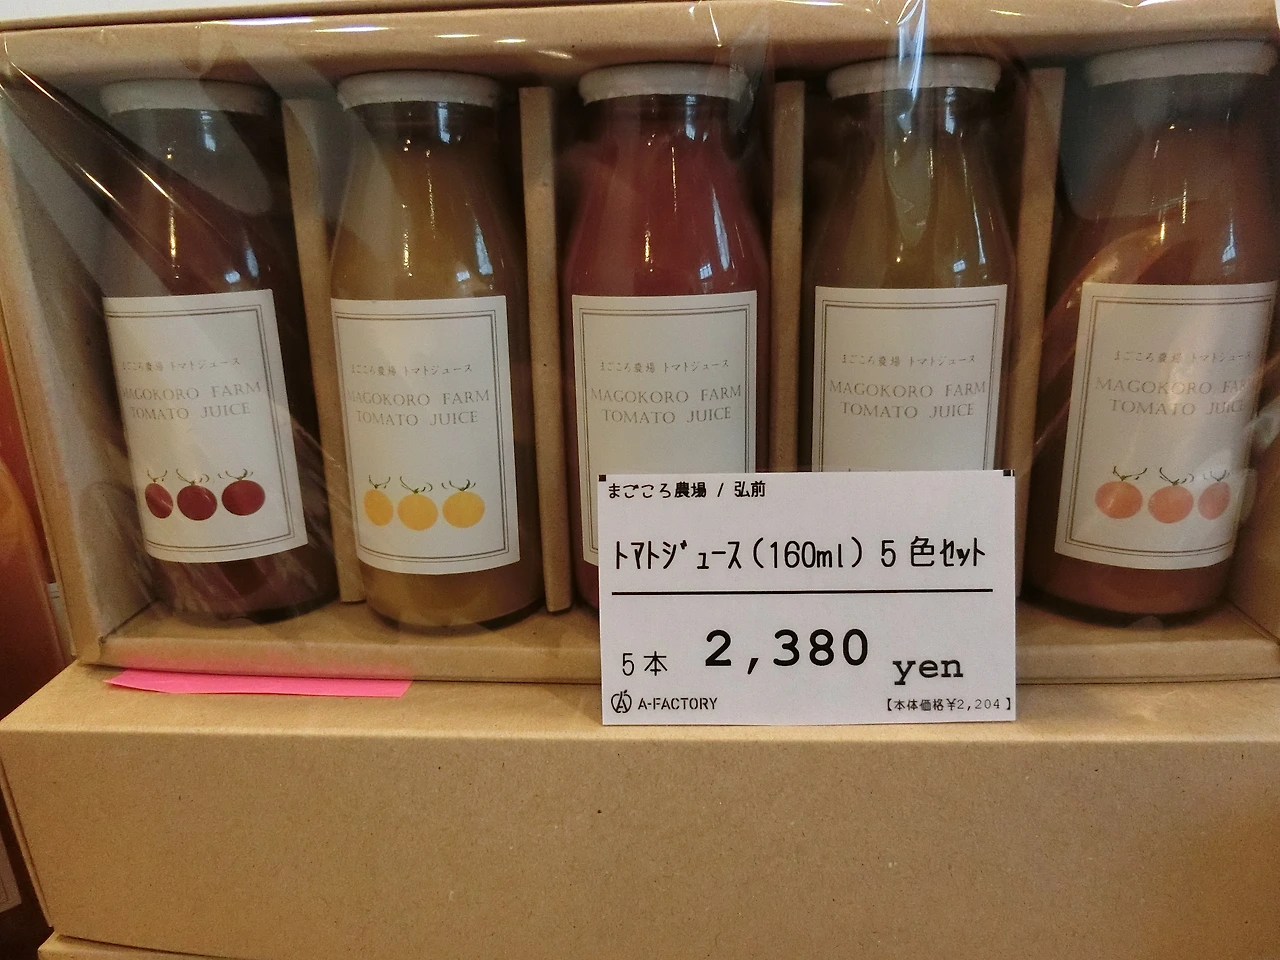 まごころ農場 トマトジュース
MAGOKORO FARM
TOMATO JUICE
まごころ農場 トマトジュース
MAGOKORO FARM
TOMATO JUICE
まごころ農場 トマトジュース
MAGOKORO FARM
TOMATO JUICE
まごころ農場 トマトジュース
MAGOKORO FARM
TOMATO JUICE
まごころ農場 トマトジュース
MAGOKORO FARM
TOMATO JUICE
まごころ農場 / 弘前
ﾄﾏﾄｼﾞｭｰｽ(160ml) 5 色ｾｯﾄ
5本 2,380 yen
A-FACTORY 【本体価格¥2,204】